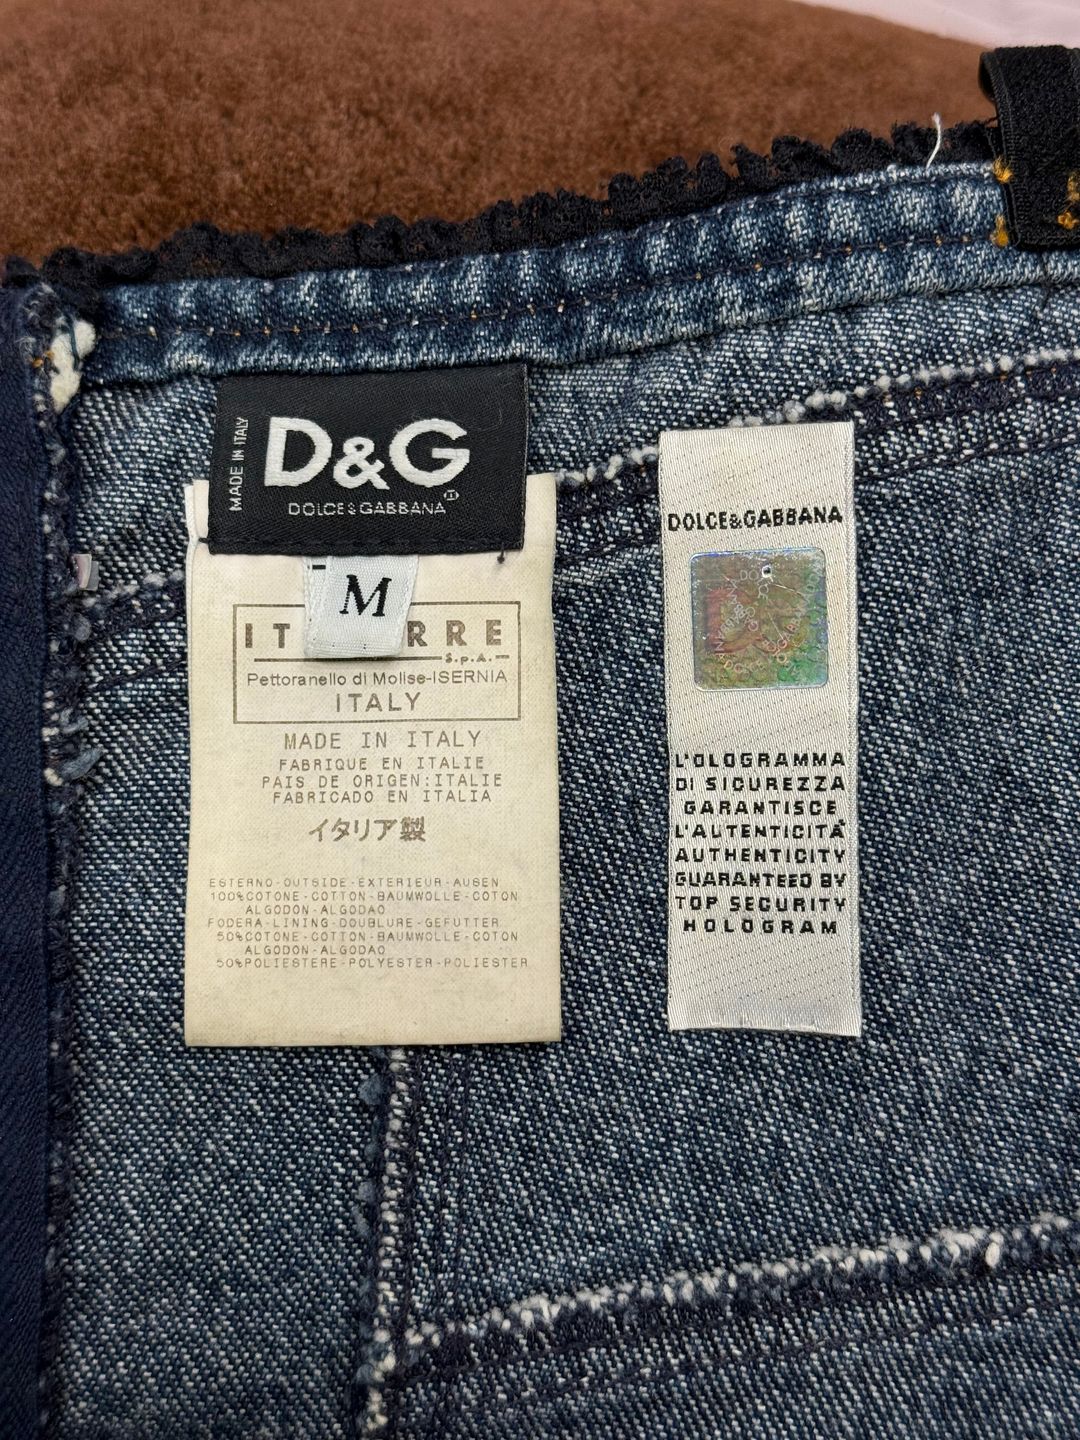 MADE IN ITALY
D&G
DOLCE&GABBANA
M
S.p.A.
Pettoranello di Molise-ISERNIA
ITALY
MADE IN ITALY
FABRIQUE EN ITALIE
PAIS DE ORIGEN:ITALIE
FABRICADO EN ITALIA
イタリア製
ESTERNO-OUTSIDE-EXTERIEUR-AUSEN
100%COTONE-COTTON-BAUMWOLLE-COTON
ALGODON-ALGODAO
FODERA-LINING-DOUBLURE-GEFUTTER
50%COTONE-COTTON-BAUMWOLLE-COTON
ALGODON-ALGODAO
50%POLIESTERE-POLYESTER-POLIESTER
DOLCE&GABBANA
L'OLOGRAMMA
DI SICUREZZA
GARANTISCE
L'AUTENTICITÀ
AUTHENTICITY
GUARANTEED BY
TOP SECURITY
HOLOGRAM